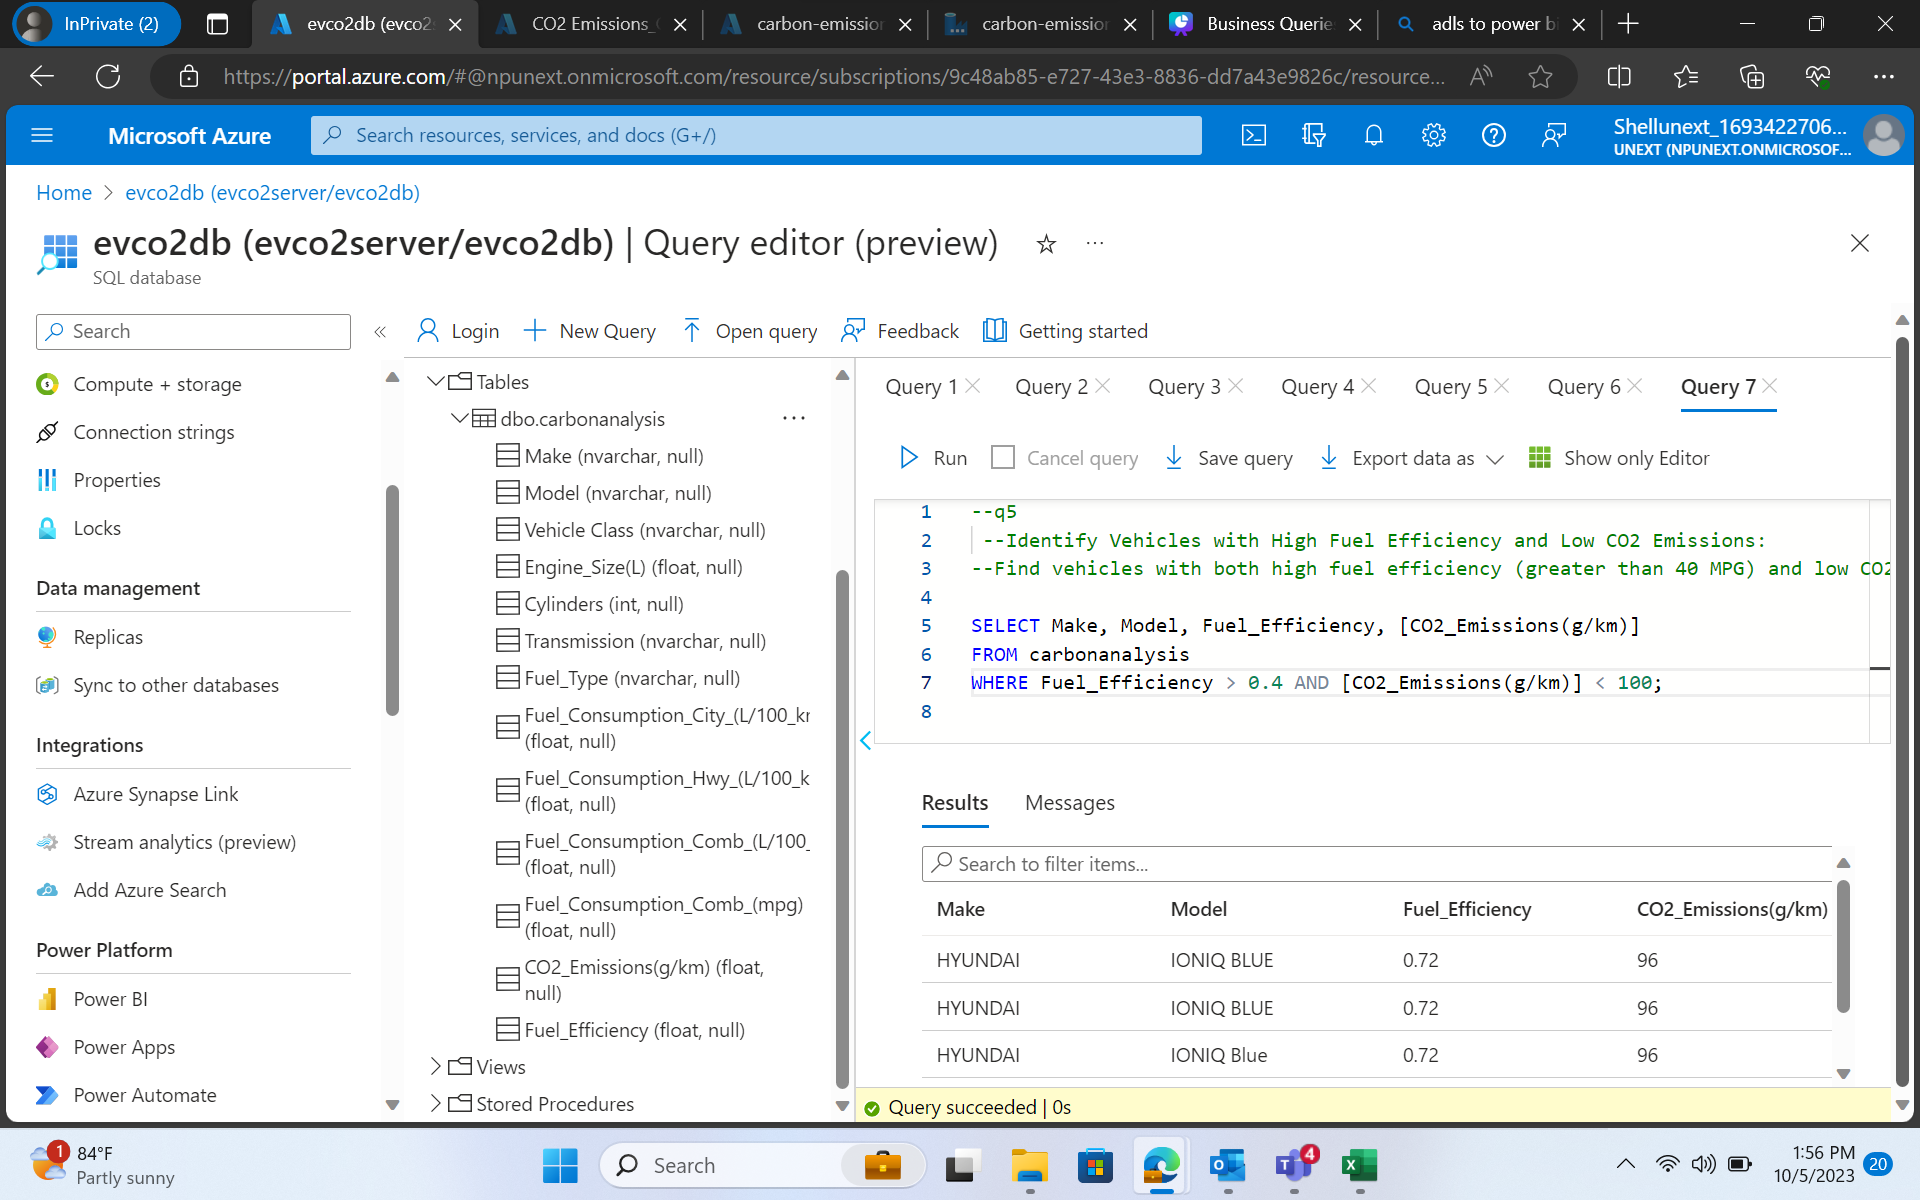 InPrivate (2)
evco2db (evco2
CO2 Emissions_
carbon-emission
carbon-emission
Business Querie
adls to power b
https://portal.azure.com/#@npunext.onmicrosoft.com/resource/subscriptions/9c48ab85-e727-43e3-8836-dd7a43e9826c/resource...
Microsoft Azure
Search resources, services, and docs (G+/)
Shellunext_1693422706...
UNEXT (NPUNEXT.ONMICROSOF...
Home > evco2db (evco2server/evco2db)
evco2db (evco2server/evco2db) | Query editor (preview)
SQL database
Search
Login
New Query
Open query
Feedback
Getting started
Compute + storage
Connection strings
Properties
Locks
Data management
Replicas
Sync to other databases
Integrations
Azure Synapse Link
Stream analytics (preview)
Add Azure Search
Power Platform
Power BI
Power Apps
Power Automate
Tables
dbo.carbonanalysis
Make (nvarchar, null)
Model (nvarchar, null)
Vehicle Class (nvarchar, null)
Engine_Size(L) (float, null)
Cylinders (int, null)
Transmission (nvarchar, null)
Fuel_Type (nvarchar, null)
Fuel_Consumption_City_(L/100_kr
(float, null)
Fuel_Consumption_Hwy_(L/100_k
(float, null)
Fuel_Consumption_Comb_(L/100_
(float, null)
Fuel_Consumption_Comb_(mpg)
(float, null)
CO2_Emissions(g/km) (float,
null)
Fuel_Efficiency (float, null)
Views
Stored Procedures
Query 1
Query 2
Query 3
Query 4
Query 5
Query 6
Query 7
Run
Cancel query
Save query
Export data as
Show only Editor
1 --q5
2 --Identify Vehicles with High Fuel Efficiency and Low CO2 Emissions:
3 --Find vehicles with both high fuel efficiency (greater than 40 MPG) and low CO2
4
5 SELECT Make, Model, Fuel_Efficiency, [CO2_Emissions(g/km)]
6 FROM carbonanalysis
7 WHERE Fuel_Efficiency > 0.4 AND [CO2_Emissions(g/km)] < 100;
8
Results
Messages
Search to filter items...
Make Model Fuel_Efficiency CO2_Emissions(g/km)
HYUNDAI IONIQ BLUE 0.72 96
HYUNDAI IONIQ BLUE 0.72 96
HYUNDAI IONIQ Blue 0.72 96
Query succeeded | 0s
1
84°F
Partly sunny
Search
4
1:56 PM
10/5/2023
20